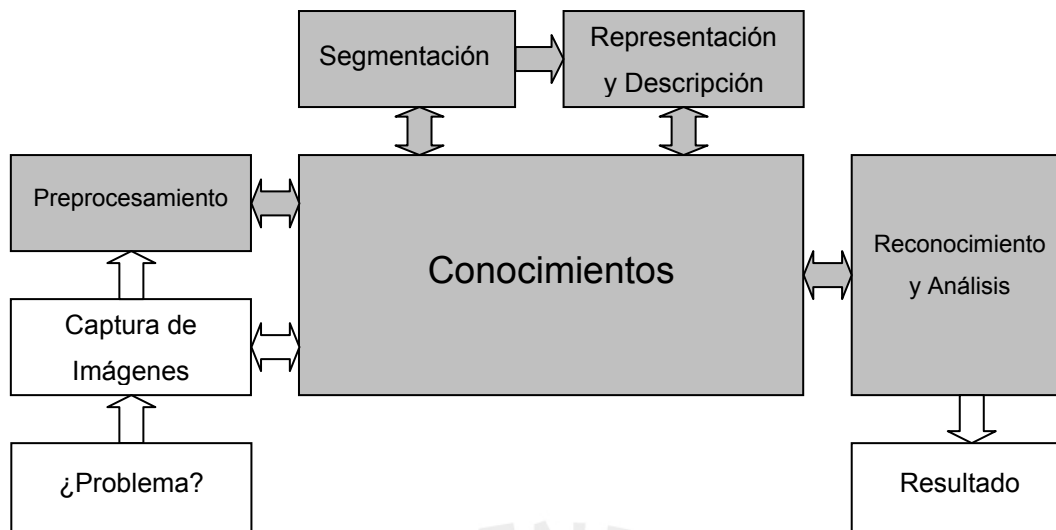 Segmentación
Representación
y Descripción
Preprocesamiento
Conocimientos
Reconocimiento
y Análisis
Captura de
Imágenes
¿Problema?
Resultado